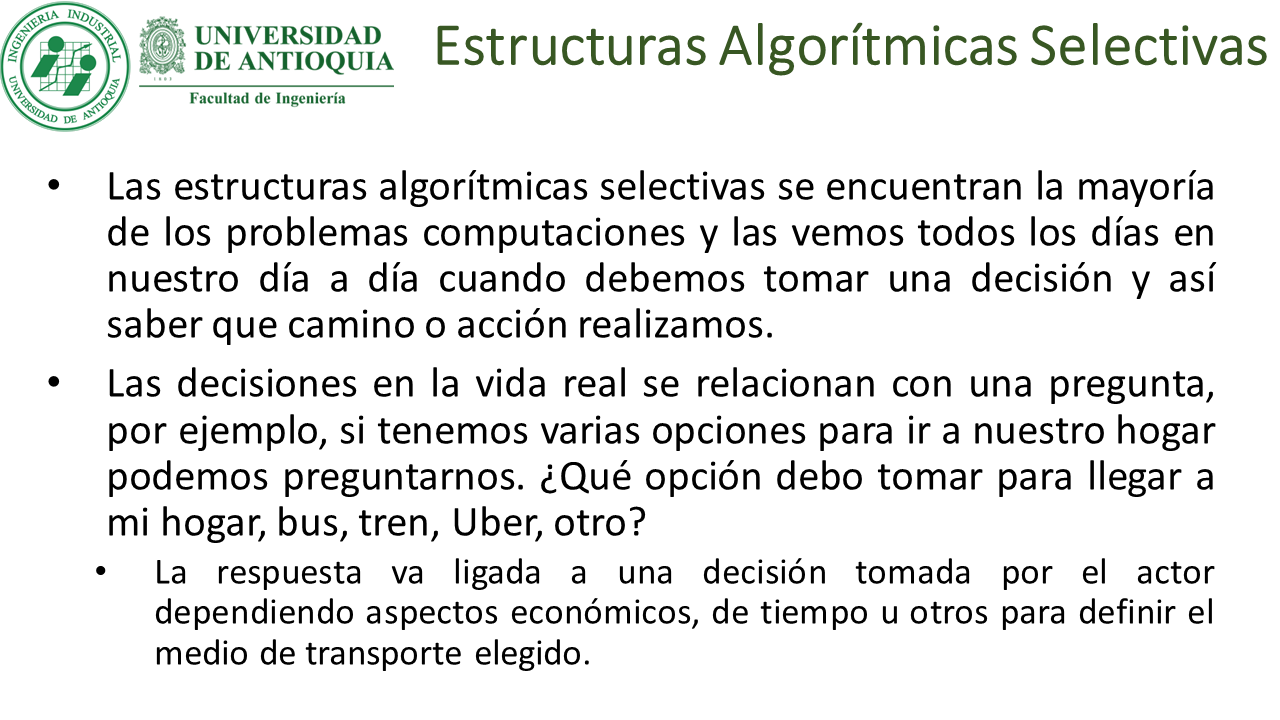 INGENIERIA INDUSTRIAL
UNIVERSIDAD DE ANTIOQUIA
UNIVERSIDAD
DE ANTIOQUIA
1803
Facultad de Ingeniería
Estructuras Algorítmicas Selectivas
• Las estructuras algorítmicas selectivas se encuentran la mayoría
de los problemas computaciones y las vemos todos los días en
nuestro día a día cuando debemos tomar una decisión y así
saber que camino o acción realizamos.
• Las decisiones en la vida real se relacionan con una pregunta,
por ejemplo, si tenemos varias opciones para ir a nuestro hogar
podemos preguntarnos. ¿Qué opción debo tomar para llegar a
mi hogar, bus, tren, Uber, otro?
• La respuesta va ligada a una decisión tomada por el actor
dependiendo aspectos económicos, de tiempo u otros para definir el
medio de transporte elegido.